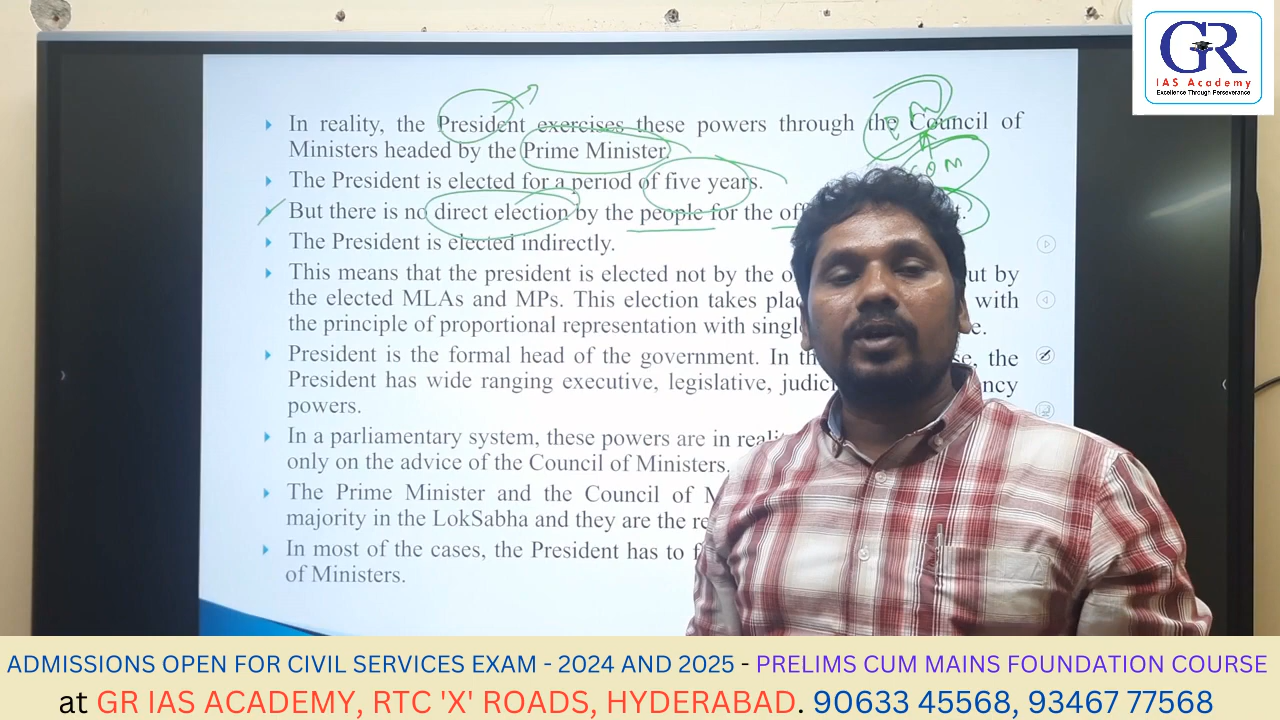 GR
IAS Academy
Excellence Through Perseverance
In reality, the President exercises these powers through the Council of
Ministers headed by the Prime Minister.
PM
COM
The President is elected for a period of five years.
But there is no direct election by the people for the off
The President is elected indirectly.
This means that the president is elected not by the o ut by
the elected MLAs and MPs. This election takes plac with
the principle of proportional representation with singl e.
President is the formal head of the government. In th se, the
President has wide ranging executive, legislative, judici ncy
powers.
In a parliamentary system, these powers are in reali
only on the advice of the Council of Ministers.
The Prime Minister and the Council of M
majority in the LokSabha and they are the re
In most of the cases, the President has to f
of Ministers.
ADMISSIONS OPEN FOR CIVIL SERVICES EXAM - 2024 AND 2025 - PRELIMS CUM MAINS FOUNDATION COURSE
at GR IAS ACADEMY, RTC 'X' ROADS, HYDERABAD. 90633 45568, 93467 77568